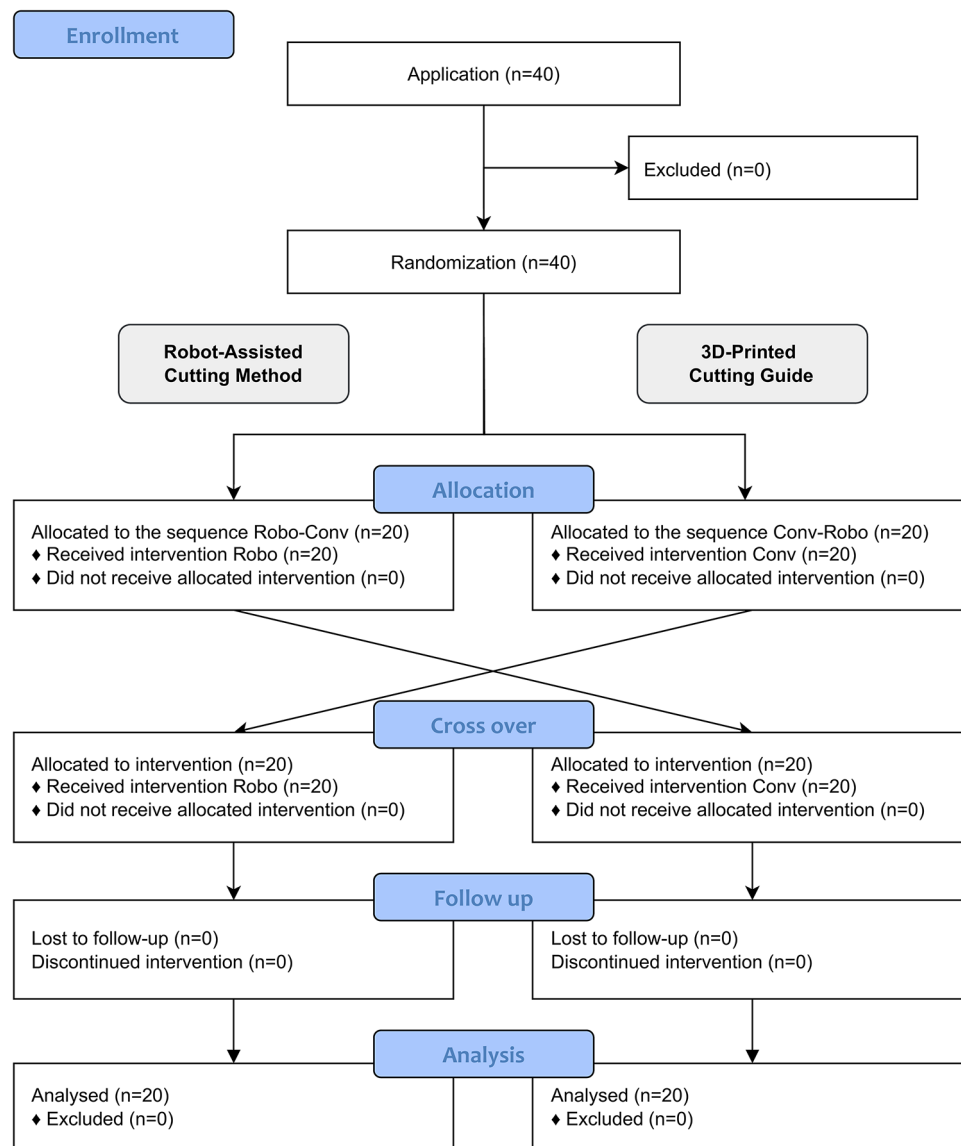 Enrollment
Application (n=40)
Excluded (n=0)
Randomization (n=40)
Robot-Assisted
Cutting Method
3D-Printed
Cutting Guide
Allocation
Allocated to the sequence Robo-Conv (n=20)
♦ Received intervention Robo (n=20)
♦ Did not receive allocated intervention (n=0)
Allocated to the sequence Conv-Robo (n=20)
♦ Received intervention Conv (n=20)
♦ Did not receive allocated intervention (n=0)
Cross over
Allocated to intervention (n=20)
♦ Received intervention Robo (n=20)
♦ Did not receive allocated intervention (n=0)
Allocated to intervention (n=20)
♦ Received intervention Conv (n=20)
♦ Did not receive allocated intervention (n=0)
Follow up
Lost to follow-up (n=0)
Discontinued intervention (n=0)
Lost to follow-up (n=0)
Discontinued intervention (n=0)
Analysis
Analysed (n=20)
♦ Excluded (n=0)
Analysed (n=20)
♦ Excluded (n=0)